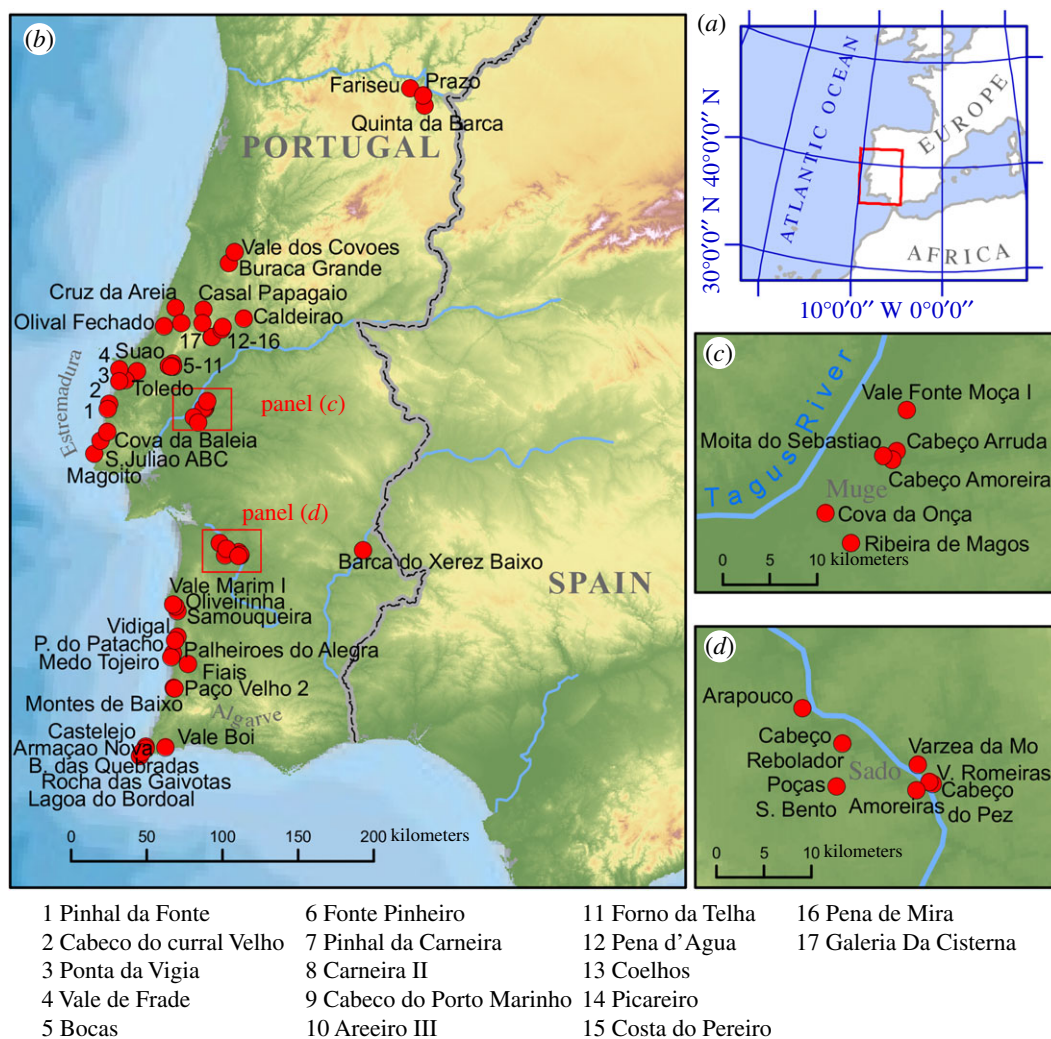 (b)
Fariseu
Prazo
Quinta da Barca
PORTUGAL
Vale dos Covoes
Buraca Grande
Cruz da Areia
Casal Papagaio
Olival Fechado
Caldeirao
17
12-16
4
Suao
5-11
3
Toledo
2
1
Estremadura
panel (c)
Cova da Baleia
S.Juliao ABC
Magoito
panel (d)
Barca do Xerez Baixo
SPAIN
Vale Marim I
Oliveirinha
Samouqueira
Vidigal
P. do Patacho
Palheiroes do Alegra
Medo Tojeiro
Fiais
Paço Velho 2
Montes de Baixo
Algarve
Castelejo
Vale Boi
Armaçao Nova
B. das Quebradas
Rocha das Gaivotas
Lagoa do Bordoal
0 50 100 200 kilometers
(a)
ATLANTIC OCEAN
EUROPE
AFRICA
30°0′0″ N 40°0′0″ N
10°0′0″ W 0°0′0″
(c)
Vale Fonte Moça I
Tagus River
Moita do Sebastiao
Cabeço Arruda
Cabeço Amoreira
Muge
Cova da Onça
Ribeira de Magos
0 5 10 kilometers
(d)
Arapouco
Cabeço
Rebolador
Varzea da Mo
Sado
V. Romeiras
Poças
S. Bento
Amoreiras
Cabeço
do Pez
0 5 10 kilometers
1 Pinhal da Fonte
2 Cabeco do curral Velho
3 Ponta da Vigia
4 Vale de Frade
5 Bocas
6 Fonte Pinheiro
7 Pinhal da Carneira
8 Carneira II
9 Cabeco do Porto Marinho
10 Areeiro III
11 Forno da Telha
12 Pena d'Agua
13 Coelhos
14 Picareiro
15 Costa do Pereiro
16 Pena de Mira
17 Galeria Da Cisterna